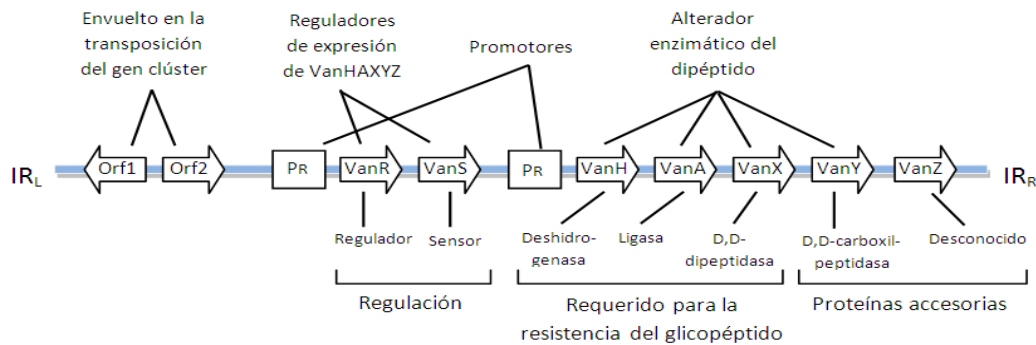 Envuelto en la
transposición
del gen clúster
Reguladores
de expresión
de VanHAXYZ
Promotores
Alterador
enzimático del
dipéptido
IRL
Orf1
Orf2
PR
VanR
VanS
PR
VanH
VanA
VanX
VanY
VanZ
IRR
Regulador
Sensor
Deshidro-
genasa
Ligasa
D,D-
dipeptidasa
D,D-carboxil-
peptidasa
Desconocido
Regulación
Requerido para la
resistencia del glicopéptido
Proteínas accesorias